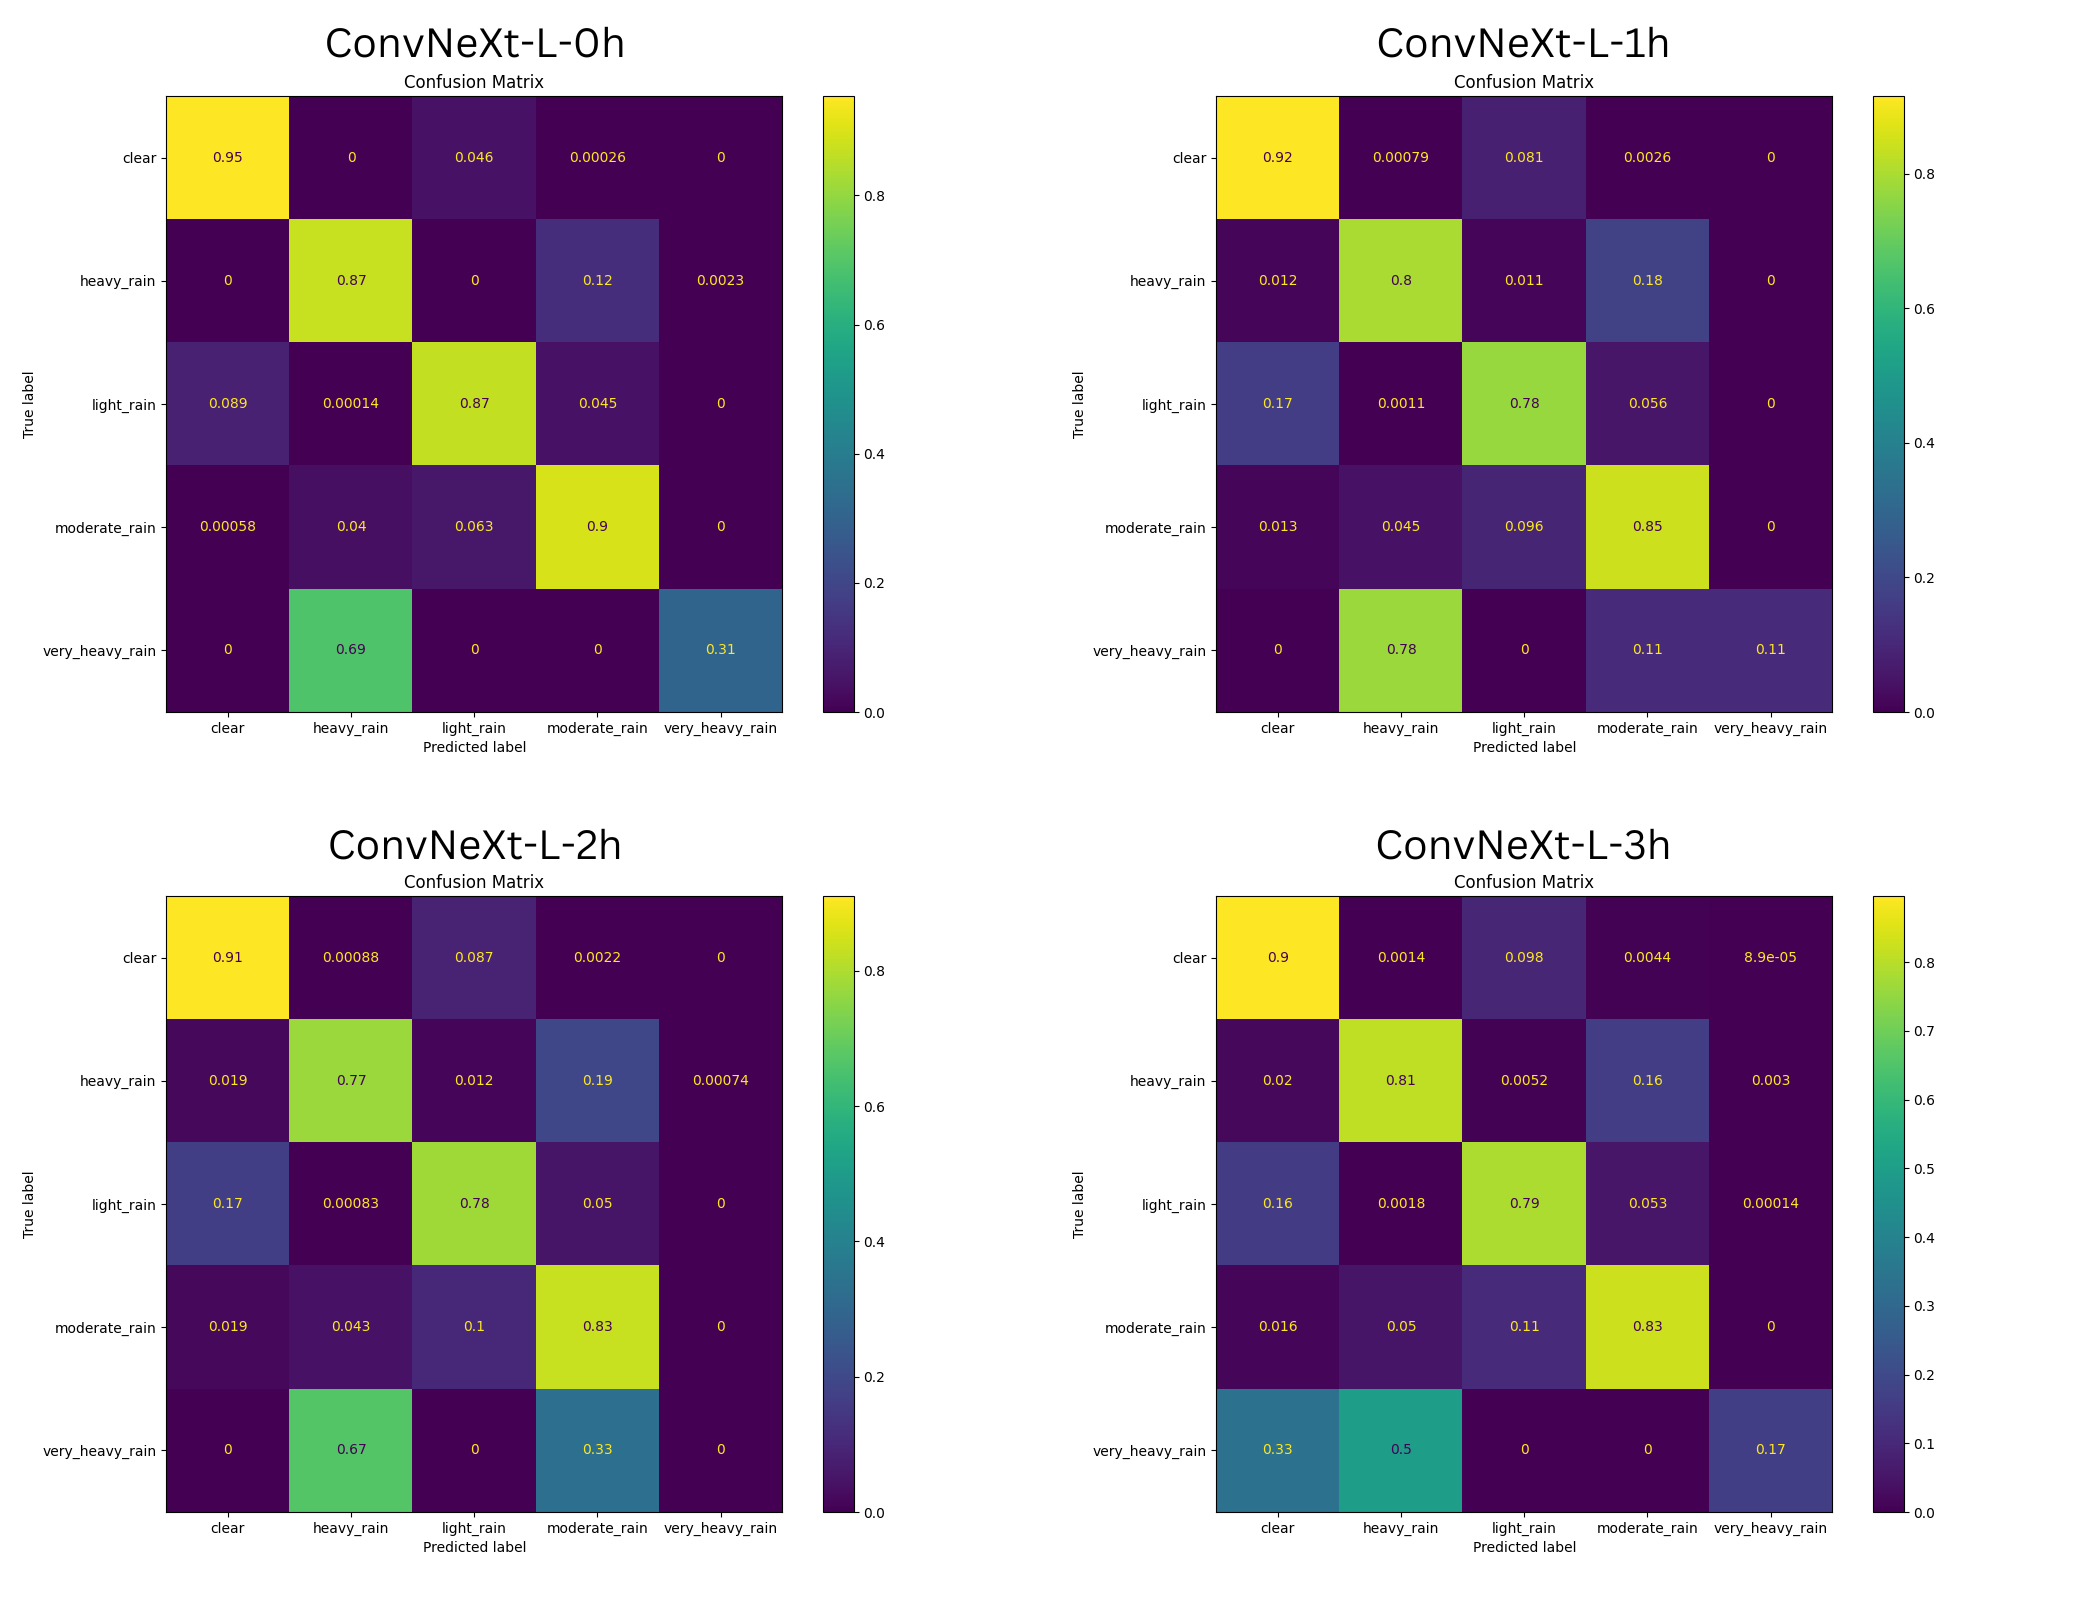 ConvNeXt-L-0h
Confusion Matrix
clear 0.95 0 0.046 0.00026 0
heavy_rain 0 0.87 0 0.12 0.0023
light_rain 0.089 0.00014 0.87 0.045 0
moderate_rain 0.00058 0.04 0.063 0.9 0
very_heavy_rain 0 0.69 0 0 0.31
True label
clear heavy_rain light_rain moderate_rain very_heavy_rain
Predicted label
0.8
0.6
0.4
0.2
0.0
ConvNeXt-L-1h
Confusion Matrix
clear 0.92 0.00079 0.081 0.0026 0
heavy_rain 0.012 0.8 0.011 0.18 0
light_rain 0.17 0.0011 0.78 0.056 0
moderate_rain 0.013 0.045 0.096 0.85 0
very_heavy_rain 0 0.78 0 0.11 0.11
True label
clear heavy_rain light_rain moderate_rain very_heavy_rain
Predicted label
0.8
0.6
0.4
0.2
0.0
ConvNeXt-L-2h
Confusion Matrix
clear 0.91 0.00088 0.087 0.0022 0
heavy_rain 0.019 0.77 0.012 0.19 0.00074
light_rain 0.17 0.00083 0.78 0.05 0
moderate_rain 0.019 0.043 0.1 0.83 0
very_heavy_rain 0 0.67 0 0.33 0
True label
clear heavy_rain light_rain moderate_rain very_heavy_rain
Predicted label
0.8
0.6
0.4
0.2
0.0
ConvNeXt-L-3h
Confusion Matrix
clear 0.9 0.0014 0.098 0.0044 8.9e-05
heavy_rain 0.02 0.81 0.0052 0.16 0.003
light_rain 0.16 0.0018 0.79 0.053 0.00014
moderate_rain 0.016 0.05 0.11 0.83 0
very_heavy_rain 0.33 0.5 0 0 0.17
True label
clear heavy_rain light_rain moderate_rain very_heavy_rain
Predicted label
0.8
0.7
0.6
0.5
0.4
0.3
0.2
0.1
0.0